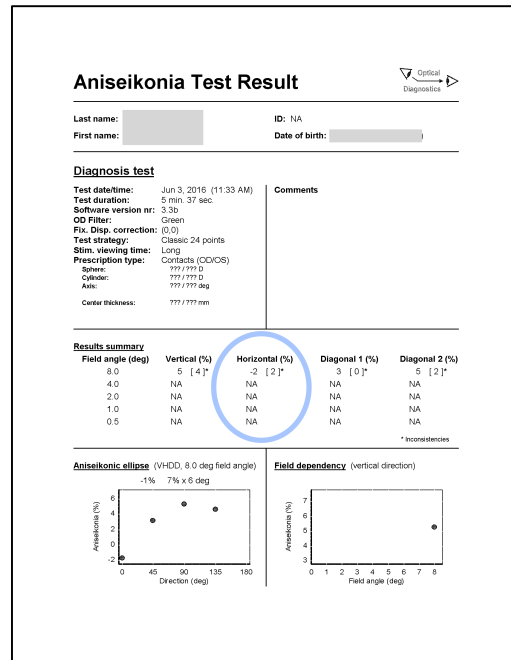 Aniseikonia Test Result
Optical
Diagnostics
Last name:
ID: NA
First name:
Date of birth:
Diagnosis test
Test date/time: Jun 3, 2016 (11:33 AM)
Comments
Test duration: 5 min. 37 sec.
Software version nr: 3.3b
OD Filter: Green
Fix. Disp. correction: (0,0)
Test strategy: Classic 24 points
Stim. viewing time: Long
Prescription type: Contacts (OD/OS)
Sphere: ??? / ??? D
Cylinder: ??? / ??? D
Axis: ??? / ??? deg
Center thickness: ??? / ??? mm
Results summary
Field angle (deg) Vertical (%) Horizontal (%) Diagonal 1 (%) Diagonal 2 (%)
8.0 5 [ 4 ]* -2 [ 2 ]* 3 [ 0 ]* 5 [ 2 ]*
4.0 NA NA NA NA
2.0 NA NA NA NA
1.0 NA NA NA NA
0.5 NA NA NA NA
* Inconsistencies
Aniseikonic ellipse (VHDD, 8.0 deg field angle)
-1% 7% x 6 deg
Aniseikonia (%)
6
4
2
0
-2
0 45 90 135 180
Direction (deg)
Field dependency (vertical direction)
Aniseikonia (%)
7
6
5
4
3
0 1 2 3 4 5 6 7 8
Field angle (deg)